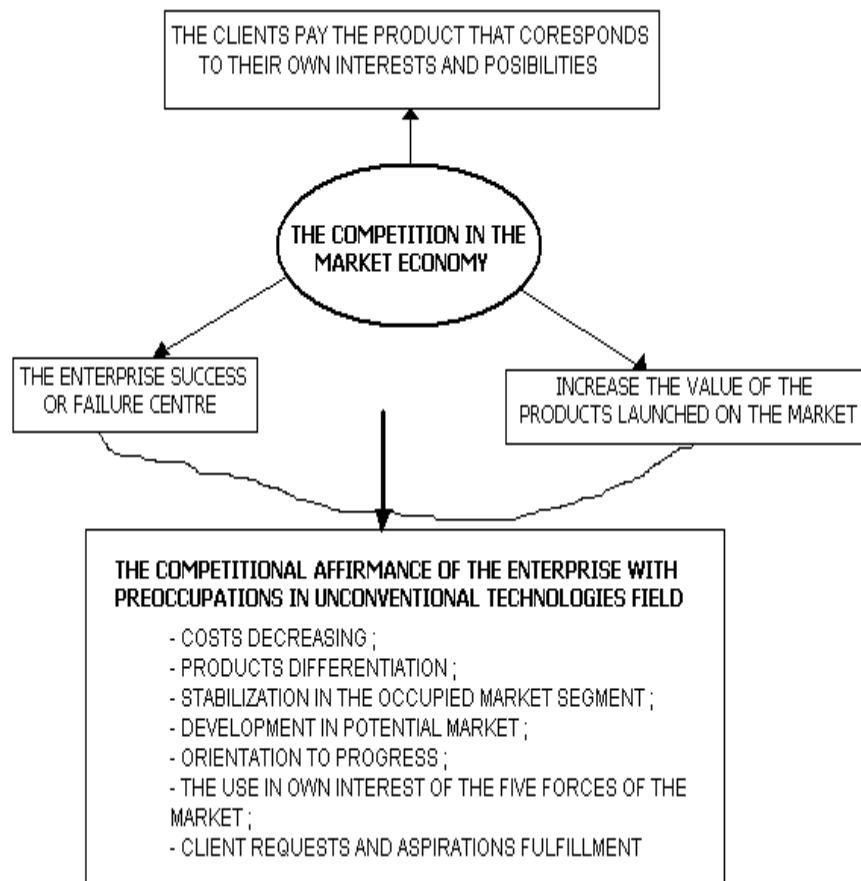 THE CLIENTS PAY THE PRODUCT THAT CORESPONDS
TO THEIR OWN INTERESTS AND POSIBILITIES
THE COMPETITION IN THE
MARKET ECONOMY
THE ENTERPRISE SUCCESS
OR FAILURE CENTRE
INCREASE THE VALUE OF THE
PRODUCTS LAUNCHED ON THE MARKET
THE COMPETITIONAL AFFIRMANCE OF THE ENTERPRISE WITH
PREOCCUPATIONS IN UNCONVENTIONAL TECHNOLOGIES FIELD
- COSTS DECREASING ;
- PRODUCTS DIFFERENTIATION ;
- STABILIZATION IN THE OCCUPIED MARKET SEGMENT ;
- DEVELOPMENT IN POTENTIAL MARKET ;
- ORIENTATION TO PROGRESS ;
- THE USE IN OWN INTEREST OF THE FIVE FORCES OF THE
MARKET ;
- CLIENT REQUESTS AND ASPIRATIONS FULFILLMENT